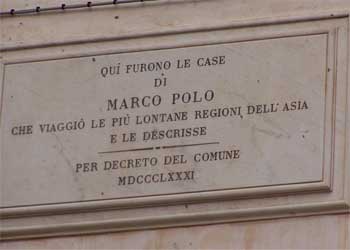 QUÍ FURONO LE CASE
DI
MARCO POLO
CHE VIAGGIÒ LE PIÙ LONTANE REGIONI DELL'ASIA
E LE DESCRISSE
PER DECRETO DEL COMUNE
MDCCCLXXXI